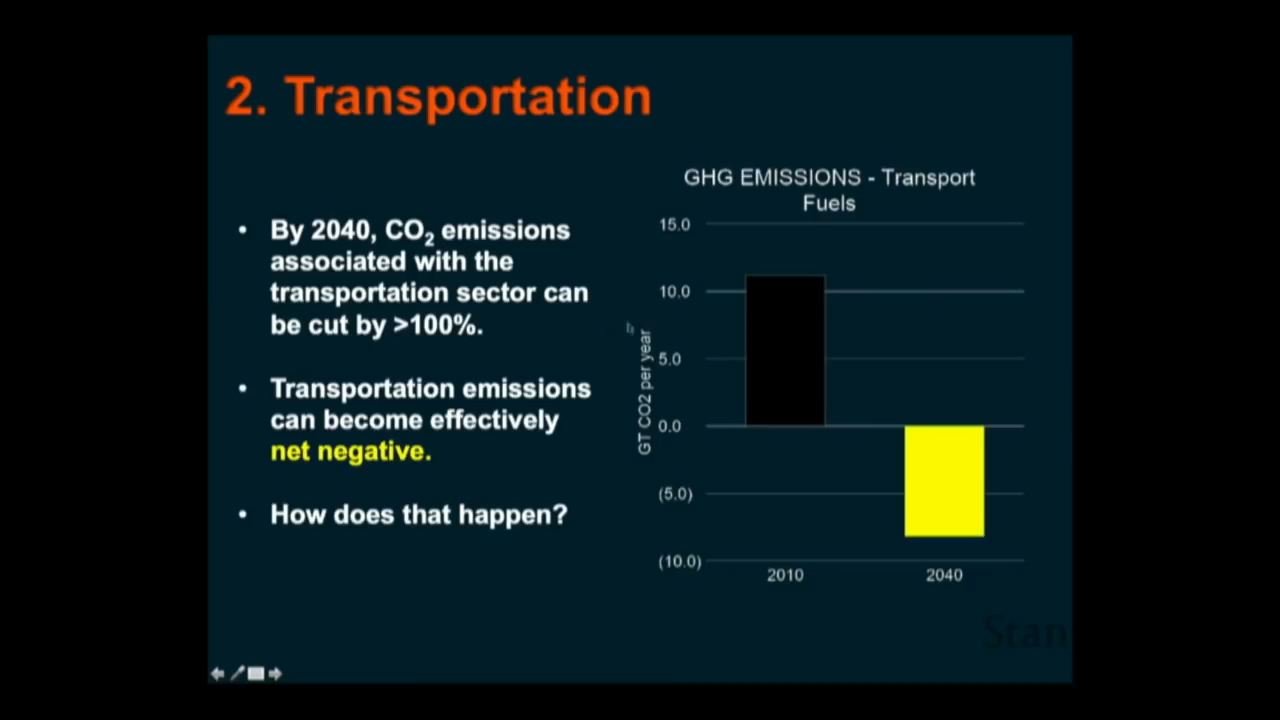 2. Transportation
• By 2040, CO₂ emissions
associated with the
transportation sector can
be cut by >100%.
• Transportation emissions
can become effectively
net negative.
• How does that happen?
GHG EMISSIONS - Transport
Fuels
GT CO2 per year
15.0
10.0
5.0
0.0
(5.0)
(10.0)
2010 2040
Stan